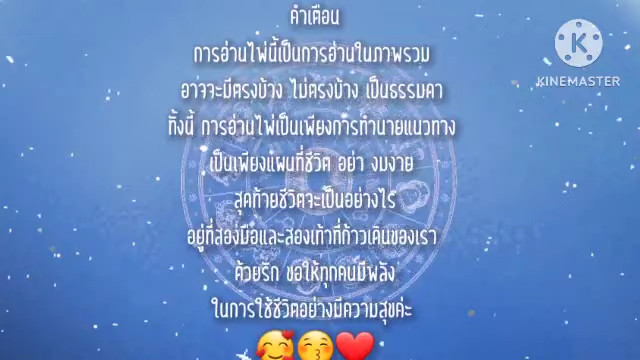 คำเตือน
การอ่านไพ่นี้เป็นการอ่านในภาพรวม
อาจจะมีตรงบ้าง ไม่ตรงบ้าง เป็นธรรมดา
ทั้งนี้ การอ่านไพ่เป็นเพียงการทำนายแนวทาง
เป็นเพียงแผนที่ชีวิต อย่า งมงาย
สุดท้ายชีวิตจะเป็นอย่างไร
อยู่ที่สองมือและสองเท้าที่ก้าวเดินของเรา
ด้วยรัก ขอให้ทุกคนมีพลัง
ในการใช้ชีวิตอย่างมีความสุขค่ะ
🥰😚❤️
KINEMASTER